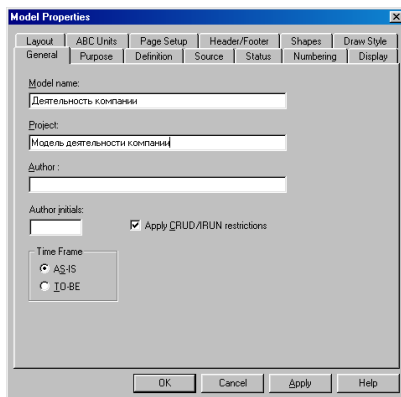 Model Properties
Layout ABC Units Page Setup Header/Footer Shapes Draw Style
General Purpose Definition Source Status Numbering Display
Model name:
Деятельность компании
Project:
Модель деятельности компании
Author :
Author initials:
Apply CRUD/IRUN restrictions
Time Frame
AS-IS
TO-BE
OK Cancel Apply Help